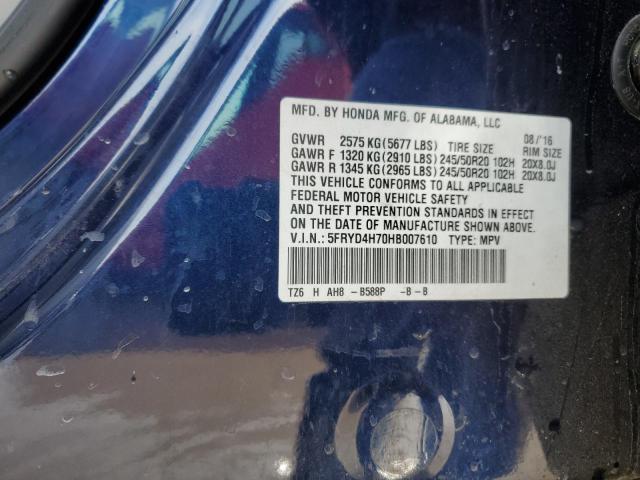 MFD. BY HONDA MFG. OF ALABAMA, LLC
08/'16
GVWR 2575 KG(5677 LBS) TIRE SIZE RIM SIZE
GAWR F 1320 KG(2910 LBS) 245/50R20 102H 20X8.0J
GAWR R 1345 KG(2965 LBS) 245/50R20 102H 20X8.0J
THIS VEHICLE CONFORMS TO ALL APPLICABLE
FEDERAL MOTOR VEHICLE SAFETY
AND THEFT PREVENTION STANDARDS IN EFFECT
ON THE DATE OF MANUFACTURE SHOWN ABOVE.
V.I.N.: 5FRYD4H70HB007610 TYPE: MPV
TZ6 H AH8 -B588P -B-B